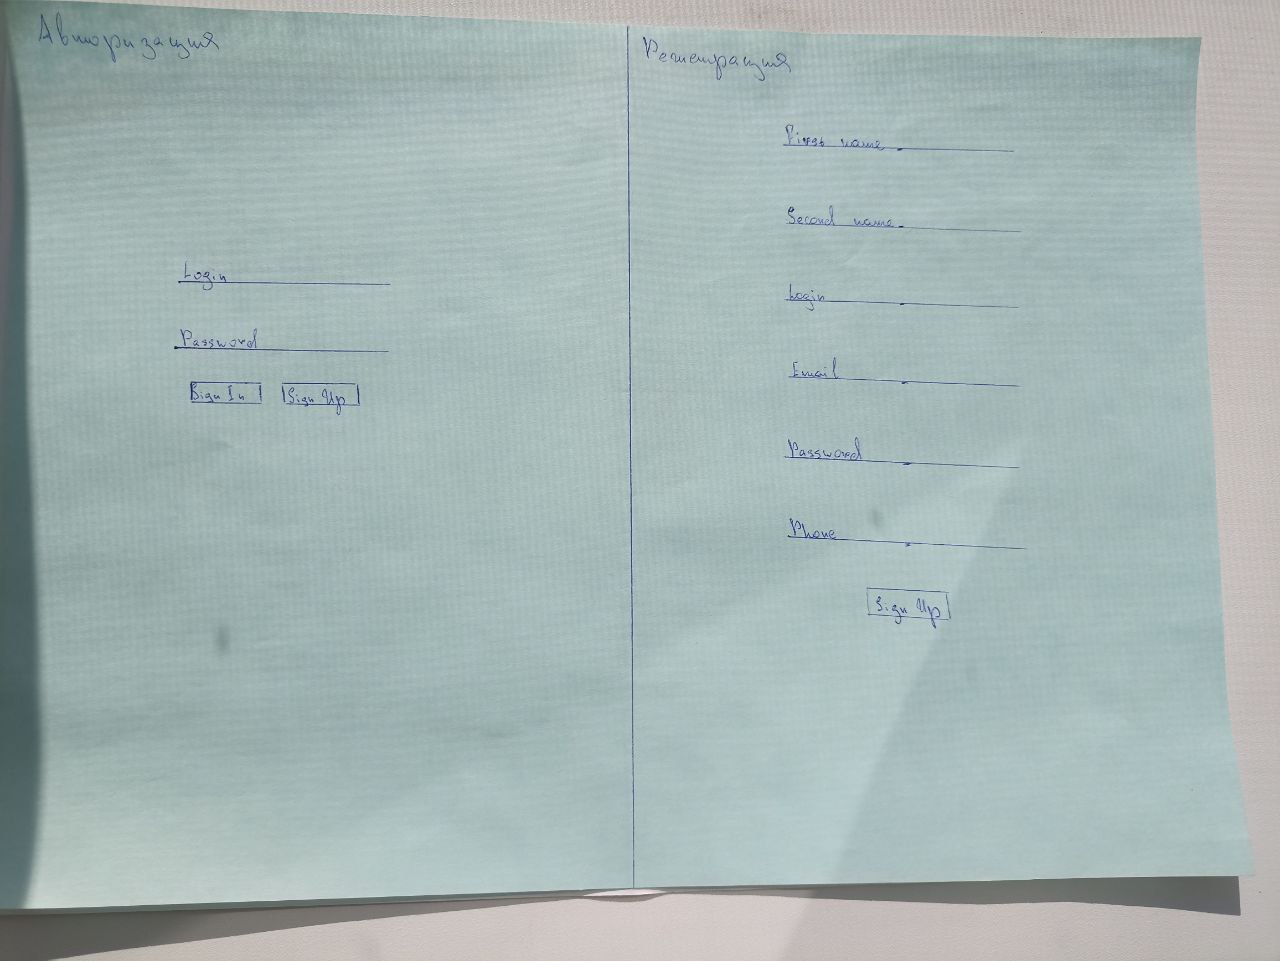 Авторизация
Login
Password
Sign In
Sign Up
Регистрация
First name
Second name
Login
Email
Password
Phone
Sign Up